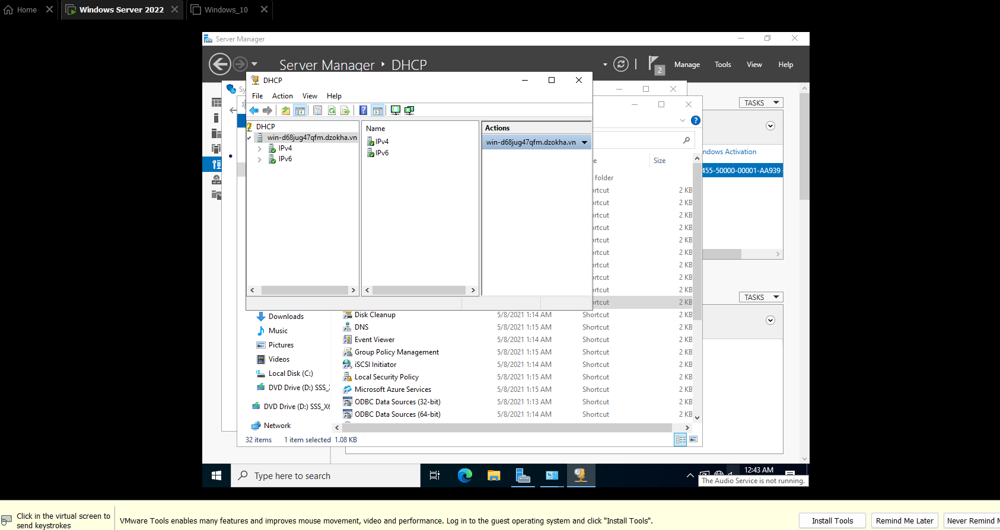 Home
Windows Server 2022
Windows_10
Server Manager
Server Manager
DHCP
2
Manage
Tools
View
Help
DHCP
File
Action
View
Help
DHCP
win-d68jug47qfm.dzokha.vn
IPv4
IPv6
Name
IPv4
IPv6
Actions
win-d68jug47qfm.dzokha.vn
Sy
TASKS
Size
ndows Activation
455-50000-00001-AA939
folder
ortcut 2 KB
ortcut 2 KB
ortcut 2 KB
ortcut 2 KB
ortcut 2 KB
ortcut 2 KB
ortcut 2 KB
ortcut 2 KB
ortcut 2 KB
ortcut 2 KB
TASKS
Downloads
Music
Pictures
Videos
Local Disk (C:)
DVD Drive (D:) SSS_X
DVD Drive (D:) SSS_X6
Network
Disk Cleanup 5/8/2021 1:14 AM Shortcut 2 KB
DNS 5/8/2021 1:15 AM Shortcut 2 KB
Event Viewer 5/8/2021 1:14 AM Shortcut 2 KB
Group Policy Management 5/8/2021 1:15 AM Shortcut 2 KB
iSCSI Initiator 5/8/2021 1:14 AM Shortcut 2 KB
Local Security Policy 5/8/2021 1:15 AM Shortcut 2 KB
Microsoft Azure Services 5/8/2021 1:15 AM Shortcut 2 KB
ODBC Data Sources (32-bit) 5/8/2021 1:13 AM Shortcut 2 KB
ODBC Data Sources (64-bit) 5/8/2021 1:14 AM Shortcut 2 KB
32 items 1 item selected 1.08 KB
Type here to search
12:43 AM
The Audio Service is not running.
Click in the virtual screen to
send keystrokes
VMware Tools enables many features and improves mouse movement, video and performance. Log in to the guest operating system and click "Install Tools".
Install Tools
Remind Me Later
Never Remind M